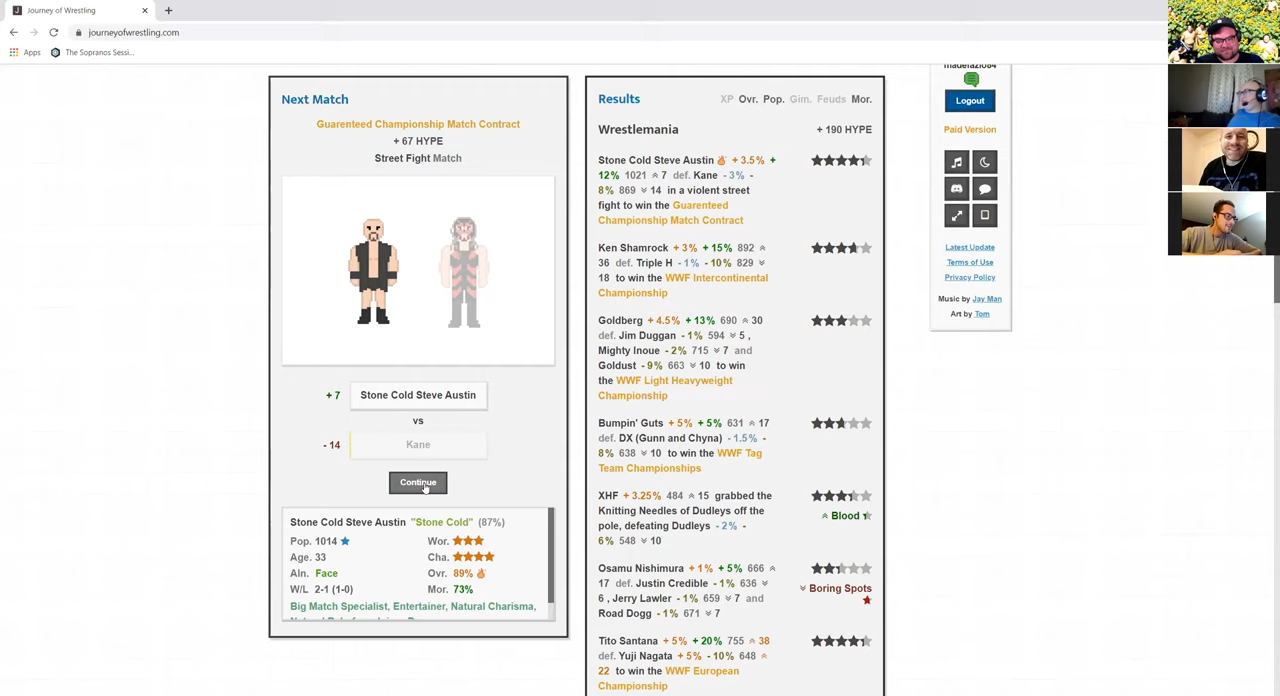 Journey of Wrestling
journeyofwrestling.com
Apps The Sopranos Sessi...
Next Match
Guarenteed Championship Match Contract
+ 67 HYPE
Street Fight Match
+ 7 Stone Cold Steve Austin
vs
- 14 Kane
Continue
Stone Cold Steve Austin "Stone Cold" (87%)
Pop. 1014 Wor.
Age. 33 Cha.
Aln. Face Ovr. 89%
W/L 2-1 (1-0) Mor. 73%
Big Match Specialist, Entertainer, Natural Charisma,
Results XP Ovr. Pop. Gim. Feuds Mor.
Wrestlemania + 190 HYPE
Stone Cold Steve Austin + 3.5% +
12% 1021 7 def. Kane - 3% -
8% 869 14 in a violent street
fight to win the Guarenteed
Championship Match Contract
Ken Shamrock + 3% + 15% 892
36 def. Triple H - 1% - 10% 829
18 to win the WWF Intercontinental
Championship
Goldberg + 4.5% + 13% 690 30
def. Jim Duggan - 1% 594 5 ,
Mighty Inoue - 2% 715 7 and
Goldust - 9% 663 10 to win
the WWF Light Heavyweight
Championship
Bumpin' Guts + 5% + 5% 631 17
def. DX (Gunn and Chyna) - 1.5% -
8% 638 10 to win the WWF Tag
Team Championships
XHF + 3.25% 484 15 grabbed the
Knitting Needles of Dudleys off the
pole, defeating Dudleys - 2% -
6% 548 10
Blood
Osamu Nishimura + 1% + 5% 666
17 def. Justin Credible - 1% 636
6 , Jerry Lawler - 1% 659 7 and
Road Dogg - 1% 671 7
Boring Spots
Tito Santana + 5% + 20% 755 38
def. Yuji Nagata + 5% - 10% 648
22 to win the WWF European
Championship
Logout
Paid Version
Latest Update
Terms of Use
Privacy Policy
Music by Jay Man
Art by Tom